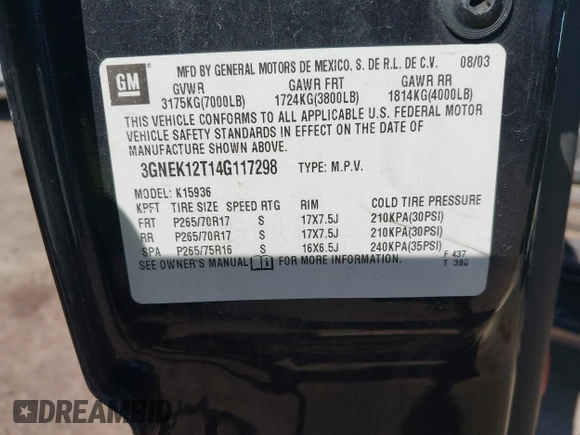 GM
MFD BY GENERAL MOTORS DE MEXICO, S. DE R.L. DE C.V. 08/03
GVWR GAWR FRT GAWR RR
3175KG(7000LB) 1724KG(3800LB) 1814KG(4000LB)
THIS VEHICLE CONFORMS TO ALL APPLICABLE U.S. FEDERAL MOTOR
VEHICLE SAFETY STANDARDS IN EFFECT ON THE DATE OF
MANUFACTURE SHOWN ABOVE.
3GNEK12T14G117298 TYPE: M.P.V.
MODEL: K15936
KPFT TIRE SIZE SPEED RTG RIM COLD TIRE PRESSURE
FRT P265/70R17 S 17X7.5J 210KPA(30PSI)
RR P265/70R17 S 17X7.5J 210KPA(30PSI)
SPA P265/75R16 S 16X6.5J 240KPA(35PSI)
SEE OWNER'S MANUAL FOR MORE INFORMATION.
F 437
T 386
DREAMBID